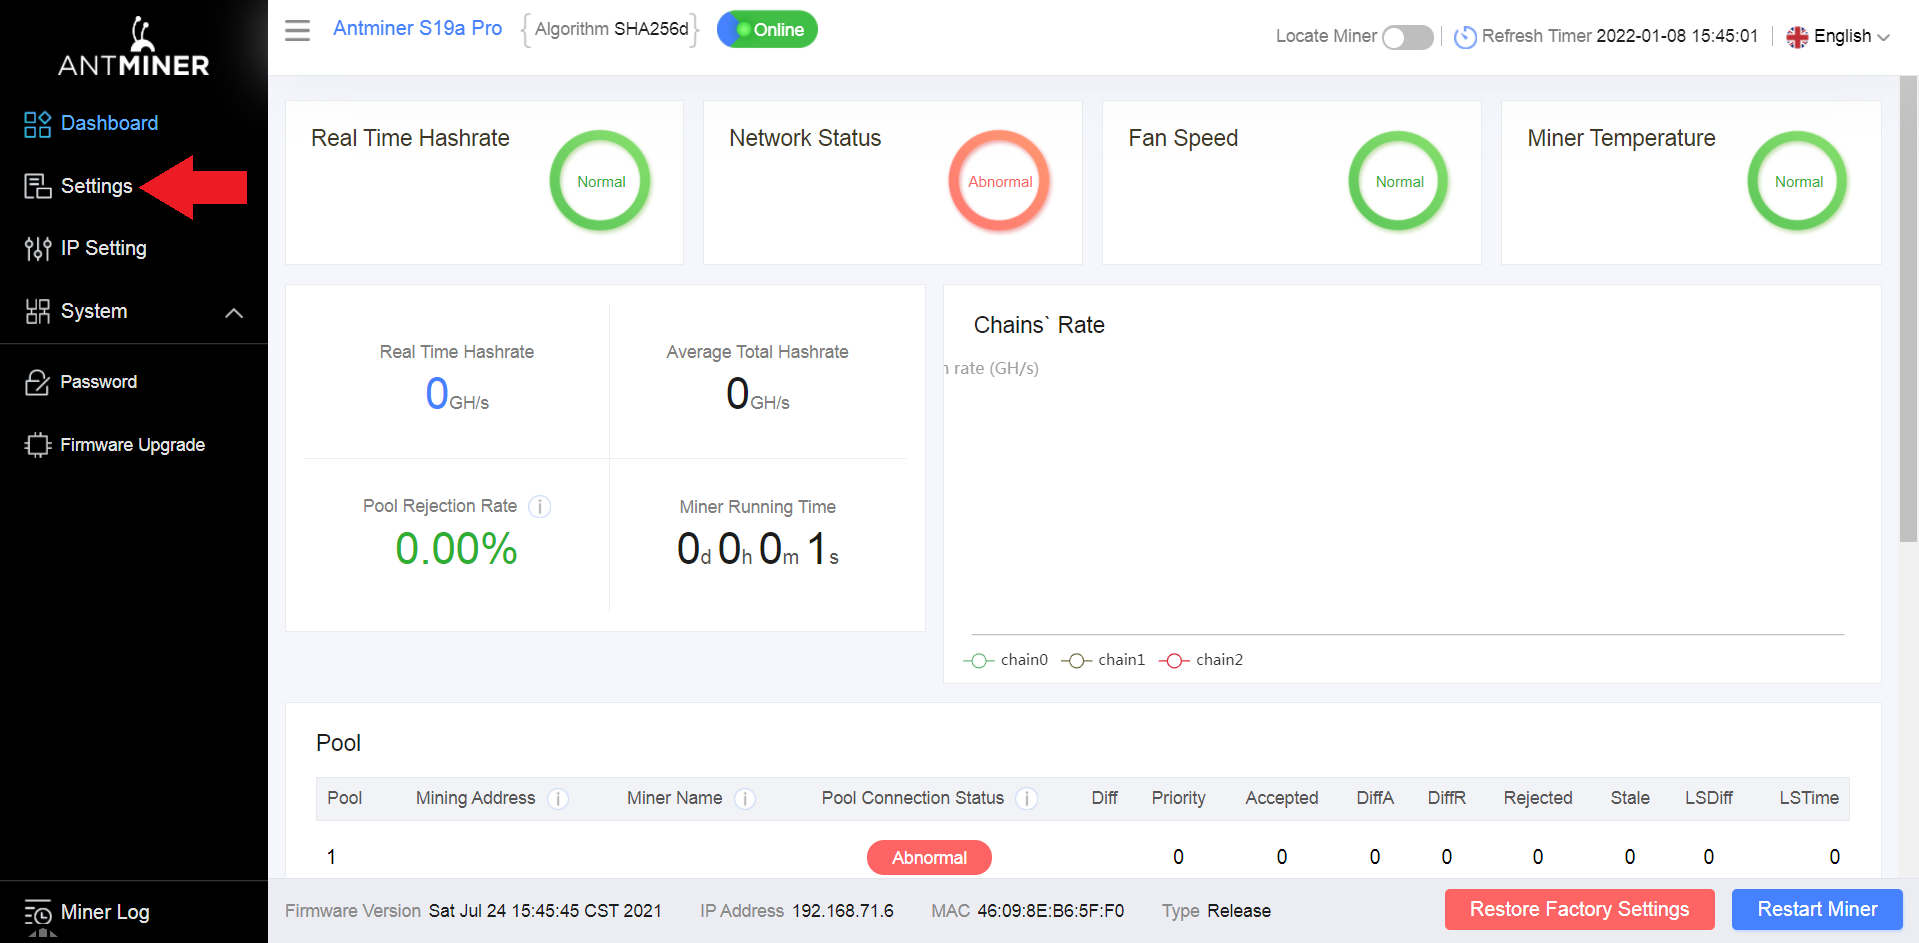 ANTMINER
Dashboard
Settings
IP Setting
System
Password
Firmware Upgrade
Miner Log
Antminer S19a Pro
Algorithm SHA256d
Online
Locate Miner
Refresh Timer 2022-01-08 15:45:01
English
Real Time Hashrate
Normal
Network Status
Abnormal
Fan Speed
Normal
Miner Temperature
Normal
Real Time Hashrate
0GH/s
Average Total Hashrate
0GH/s
Pool Rejection Rate i
0.00%
Miner Running Time
0d 0h 0m 1s
Chains` Rate
rate (GH/s)
chain0 chain1 chain2
Pool
Pool Mining Address i Miner Name i Pool Connection Status i Diff Priority Accepted DiffA DiffR Rejected Stale LSDiff LSTime
1 Abnormal 0 0 0 0 0 0 0 0
Firmware Version Sat Jul 24 15:45:45 CST 2021 IP Address 192.168.71.6 MAC 46:09:8E:B6:5F:F0 Type Release
Restore Factory Settings
Restart Miner